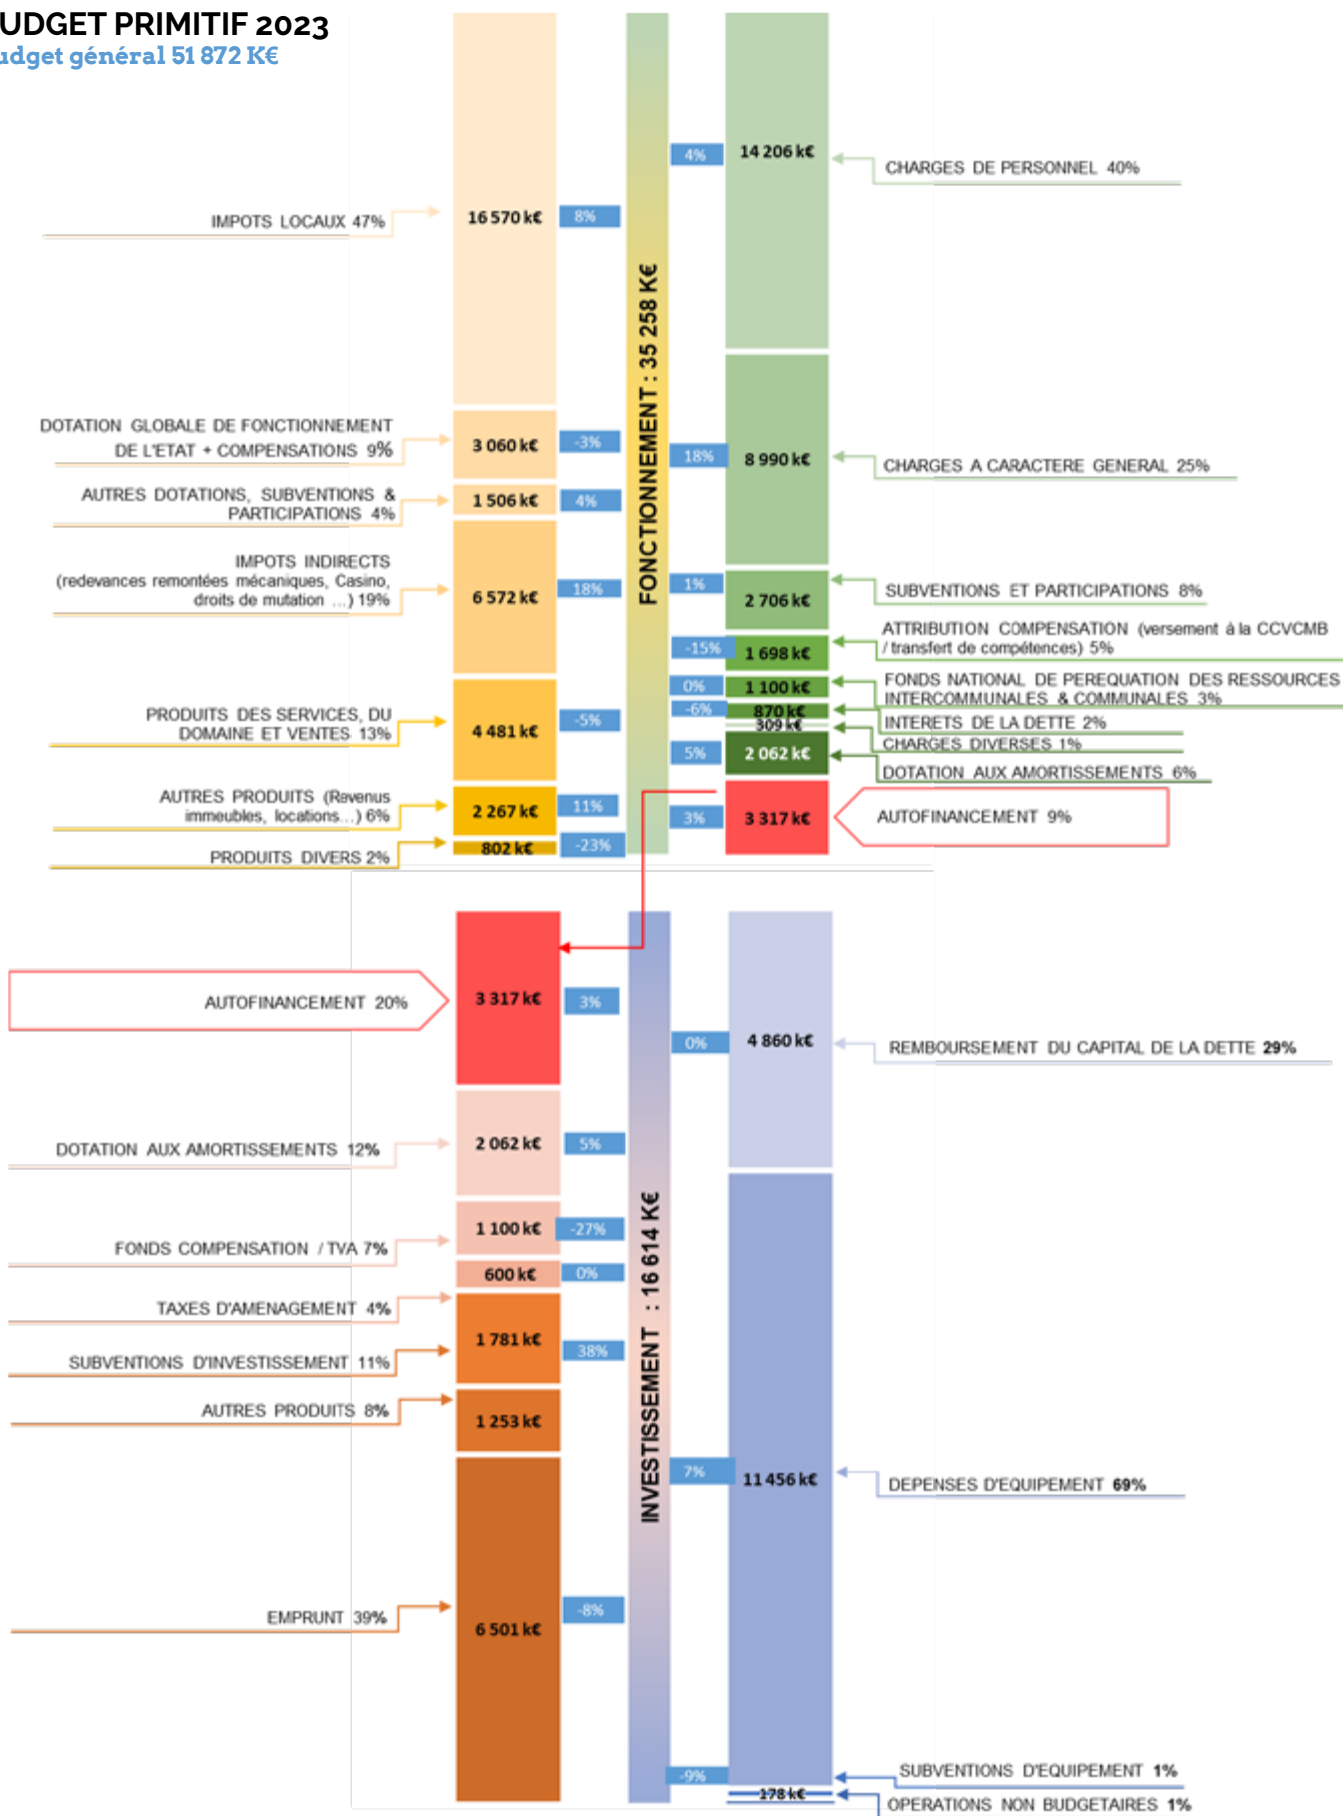 UDGET PRIMITIF 2023
udget général 51 872 K€
IMPOTS LOCAUX 47%
16 570 k€
8%
DOTATION GLOBALE DE FONCTIONNEMENT
DE L'ETAT + COMPENSATIONS 9%
3 060 k€
-3%
AUTRES DOTATIONS, SUBVENTIONS &
PARTICIPATIONS 4%
1 506 k€
4%
IMPOTS INDIRECTS
(redevances remontées mécaniques, Casino,
droits de mutation ...) 19%
6 572 k€
18%
PRODUITS DES SERVICES, DU
DOMAINE ET VENTES 13%
4 481 k€
-5%
AUTRES PRODUITS (Revenus
immeubles, locations...) 6%
2 267 k€
11%
PRODUITS DIVERS 2%
802 k€
-23%
FONCTIONNEMENT : 35 258 K€
4%
14 206 k€
CHARGES DE PERSONNEL 40%
18%
8 990 k€
CHARGES A CARACTERE GENERAL 25%
1%
2 706 k€
SUBVENTIONS ET PARTICIPATIONS 8%
-15%
1 698 k€
ATTRIBUTION COMPENSATION (versement à la CCVCMB
/ transfert de compétences) 5%
0%
1 100 k€
FONDS NATIONAL DE PEREQUATION DES RESSOURCES
INTERCOMMUNALES & COMMUNALES 3%
-6%
870 k€
INTERETS DE LA DETTE 2%
309 k€
CHARGES DIVERSES 1%
5%
2 062 k€
DOTATION AUX AMORTISSEMENTS 6%
3%
3 317 k€
AUTOFINANCEMENT 9%
AUTOFINANCEMENT 20%
3 317 k€
3%
DOTATION AUX AMORTISSEMENTS 12%
2 062 k€
5%
FONDS COMPENSATION / TVA 7%
1 100 k€
-27%
TAXES D'AMENAGEMENT 4%
600 k€
0%
SUBVENTIONS D'INVESTISSEMENT 11%
1 781 k€
38%
AUTRES PRODUITS 8%
1 253 k€
EMPRUNT 39%
6 501 k€
-8%
INVESTISSEMENT : 16 614 K€
0%
4 860 k€
REMBOURSEMENT DU CAPITAL DE LA DETTE 29%
7%
11 456 k€
DEPENSES D'EQUIPEMENT 69%
-9%
178 k€
SUBVENTIONS D'EQUIPEMENT 1%
OPERATIONS NON BUDGETAIRES 1%